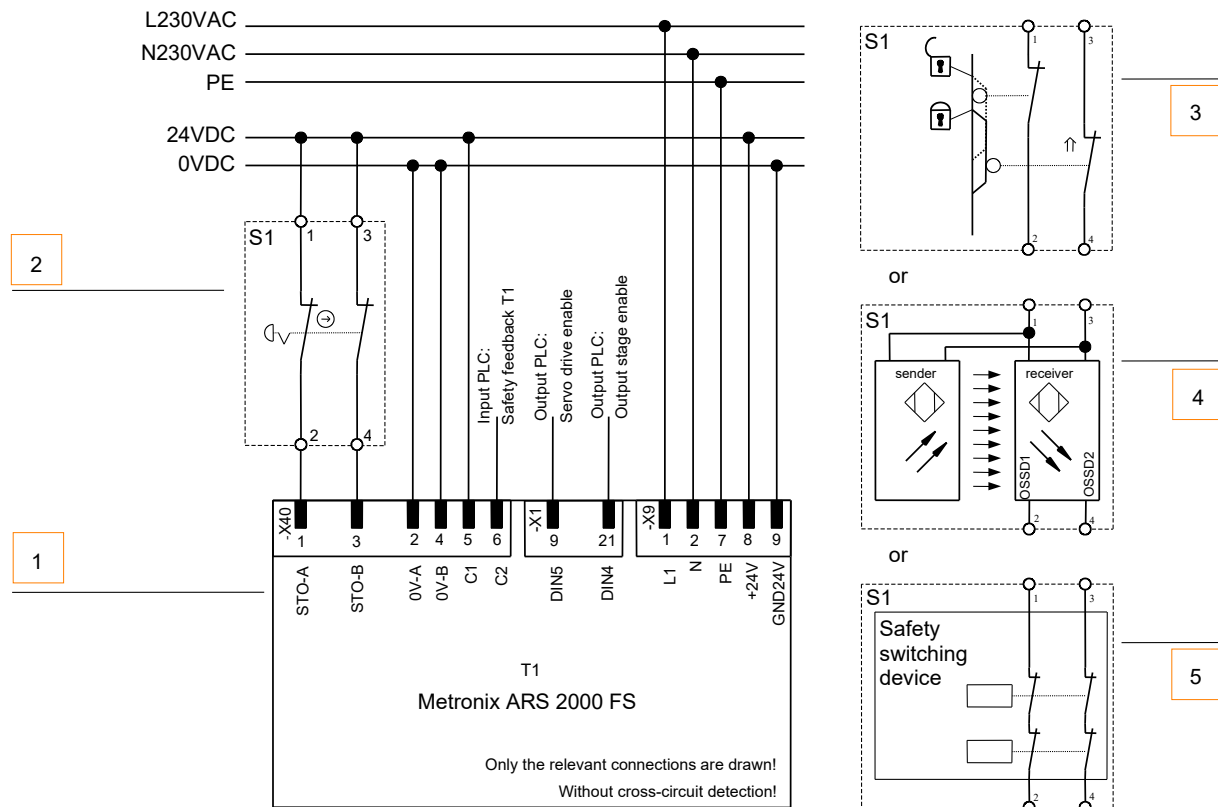 L230VAC
N230VAC
PE
24VDC
0VDC
S1
1
3
2
4
2
1
Input PLC:
Safety feedback T1
Output PLC:
Servo drive enable
Output PLC:
Output stage enable
-X40
1
3
2
4
5
6
STO-A
STO-B
0V-A
0V-B
C1
C2
-X1
9
21
DIN5
DIN4
-X9
1
2
7
8
9
L1
N
PE
+24V
GND24V
T1
Metronix ARS 2000 FS
Only the relevant connections are drawn!
Without cross-circuit detection!
S1
1
3
2
4
3
or
S1
1
3
sender
receiver
OSSD1
OSSD2
2
4
4
or
S1
1
3
Safety
switching
device
2
4
5